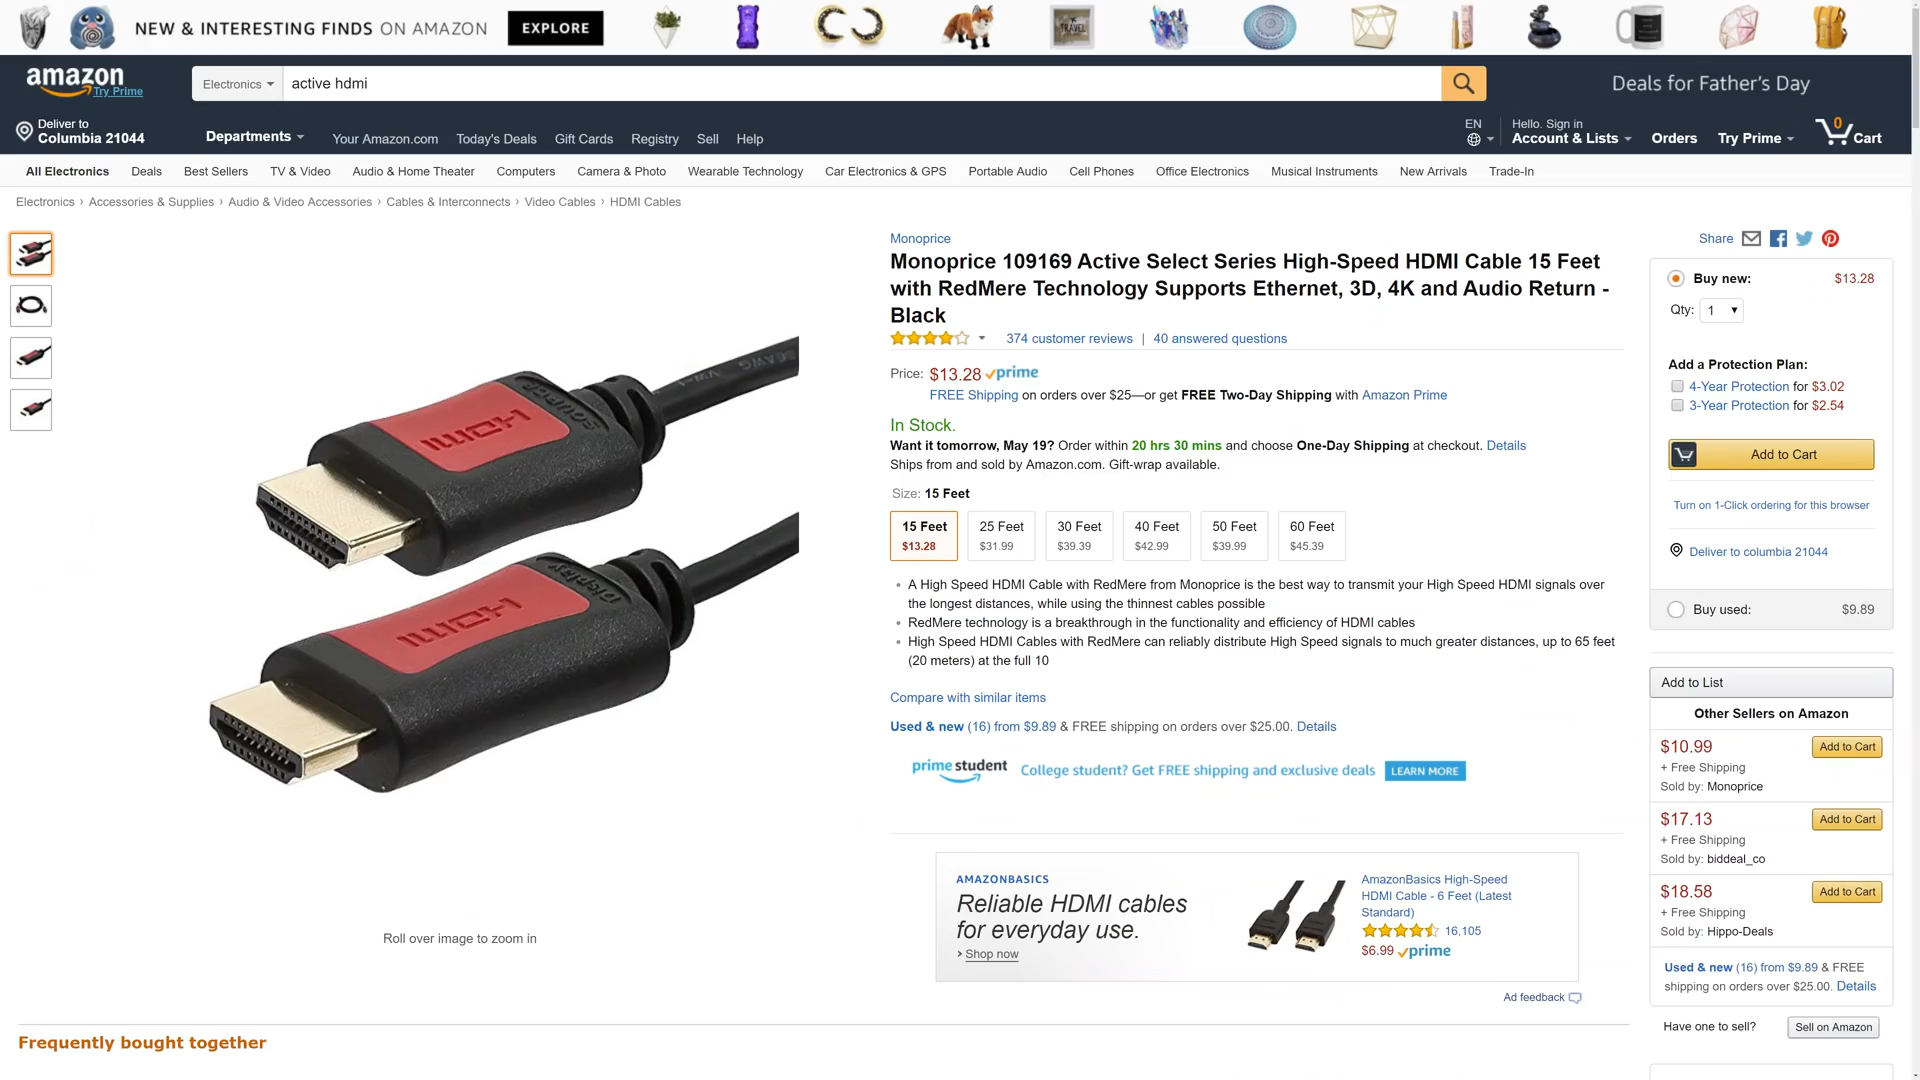 NEW & INTERESTING FINDS ON AMAZON
EXPLORE
TRAVEL
amazon
Try Prime
Electronics
active hdmi
Deals for Father's Day
Deliver to
Columbia 21044
Departments
Your Amazon.com
Today's Deals
Gift Cards
Registry
Sell
Help
EN
Hello. Sign in
Account & Lists
Orders
Try Prime
0
Cart
All Electronics
Deals
Best Sellers
TV & Video
Audio & Home Theater
Computers
Camera & Photo
Wearable Technology
Car Electronics & GPS
Portable Audio
Cell Phones
Office Electronics
Musical Instruments
New Arrivals
Trade-In
Electronics › Accessories & Supplies › Audio & Video Accessories › Cables & Interconnects › Video Cables › HDMI Cables
HDMI
Source
VW-1
AWG
HDMI
Display
Roll over image to zoom in
Monoprice
Monoprice 109169 Active Select Series High-Speed HDMI Cable 15 Feet
with RedMere Technology Supports Ethernet, 3D, 4K and Audio Return -
Black
374 customer reviews | 40 answered questions
Price: $13.28 prime
FREE Shipping on orders over $25—or get FREE Two-Day Shipping with Amazon Prime
In Stock.
Want it tomorrow, May 19? Order within 20 hrs 30 mins and choose One-Day Shipping at checkout. Details
Ships from and sold by Amazon.com. Gift-wrap available.
Size: 15 Feet
15 Feet
$13.28
25 Feet
$31.99
30 Feet
$39.39
40 Feet
$42.99
50 Feet
$39.99
60 Feet
$45.39
• A High Speed HDMI Cable with RedMere from Monoprice is the best way to transmit your High Speed HDMI signals over
the longest distances, while using the thinnest cables possible
• RedMere technology is a breakthrough in the functionality and efficiency of HDMI cables
• High Speed HDMI Cables with RedMere can reliably distribute High Speed signals to much greater distances, up to 65 feet
(20 meters) at the full 10
Compare with similar items
Used & new (16) from $9.89 & FREE shipping on orders over $25.00. Details
prime student
College student? Get FREE shipping and exclusive deals
LEARN MORE
AMAZONBASICS
Reliable HDMI cables
for everyday use.
› Shop now
AmazonBasics High-Speed
HDMI Cable - 6 Feet (Latest
Standard)
16,105
$6.99 prime
Ad feedback
Share
Buy new:
$13.28
Qty: 1
Add a Protection Plan:
4-Year Protection for $3.02
3-Year Protection for $2.54
Add to Cart
Turn on 1-Click ordering for this browser
Deliver to columbia 21044
Buy used:
$9.89
Add to List
Other Sellers on Amazon
$10.99
Add to Cart
+ Free Shipping
Sold by: Monoprice
$17.13
Add to Cart
+ Free Shipping
Sold by: biddeal_co
$18.58
Add to Cart
+ Free Shipping
Sold by: Hippo-Deals
Used & new (16) from $9.89 & FREE
shipping on orders over $25.00. Details
Have one to sell?
Sell on Amazon
Frequently bought together